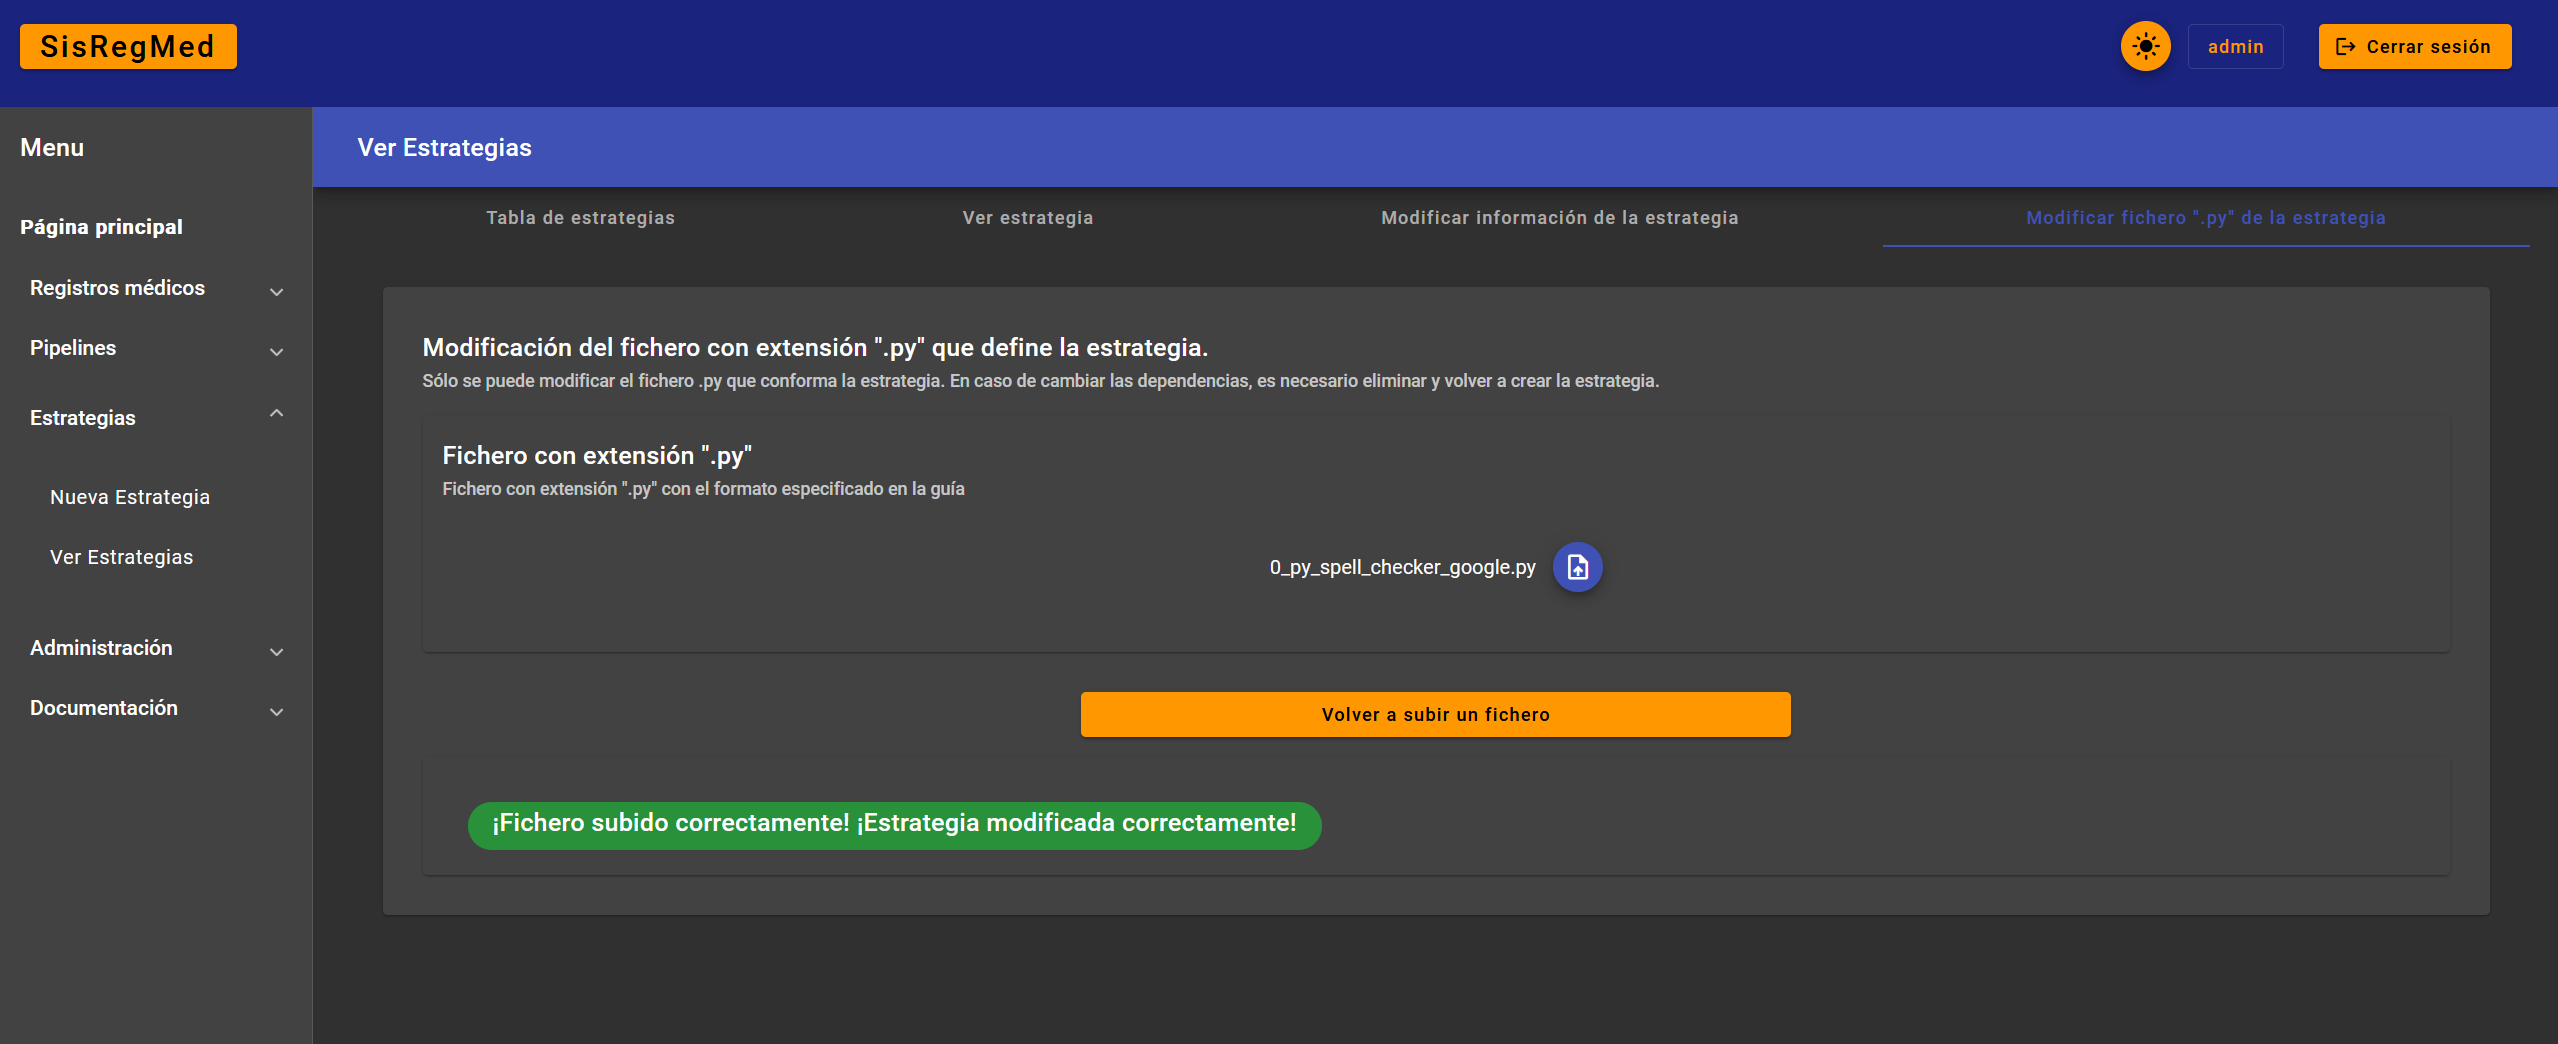 SisRegMed
admin
Cerrar sesión
Menu
Página principal
Registros médicos
Pipelines
Estrategias
Nueva Estrategia
Ver Estrategias
Administración
Documentación
Ver Estrategias
Tabla de estrategias
Ver estrategia
Modificar información de la estrategia
Modificar fichero ".py" de la estrategia
Modificación del fichero con extensión ".py" que define la estrategia.
Sólo se puede modificar el fichero .py que conforma la estrategia. En caso de cambiar las dependencias, es necesario eliminar y volver a crear la estrategia.
Fichero con extensión ".py"
Fichero con extensión ".py" con el formato especificado en la guía
0_py_spell_checker_google.py
Volver a subir un fichero
¡Fichero subido correctamente! ¡Estrategia modificada correctamente!